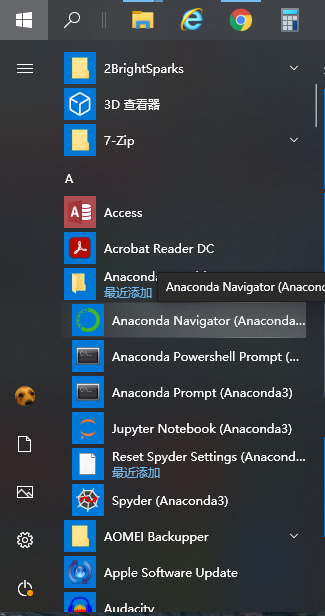 2BrightSparks
3D 查看器
7-Zip
A
Access
Acrobat Reader DC
最近添加
Anaconda Navigator (Anacond
Anaconda Navigator (Anaconda...
Anaconda Powershell Prompt (...
Anaconda Prompt (Anaconda3)
Jupyter Notebook (Anaconda3)
Reset Spyder Settings (Anacond...
最近添加
Spyder (Anaconda3)
AOMEI Backupper
Apple Software Update
Audacity